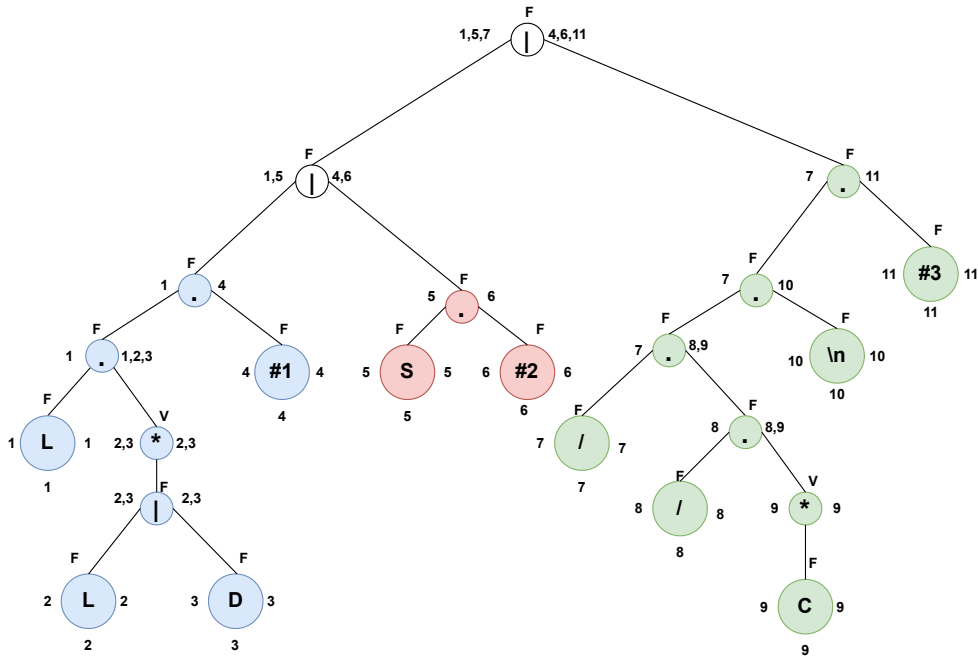 F
1,5,7 | 4,6,11
F
1,5 | 4,6
F
7 . 11
F
1 . 4
F
5 . 6
F
7 . 10
F
11 #3 11
11
F
1 . 1,2,3
F
4 #1 4
4
F
5 S 5
5
F
6 #2 6
6
F
7 . 8,9
F
10 \n 10
10
F
1 L 1
1
V
2,3 * 2,3
F
7 / 7
7
F
8 . 8,9
F
2,3 | 2,3
F
8 / 8
8
V
9 * 9
F
2 L 2
2
F
3 D 3
3
F
9 C 9
9